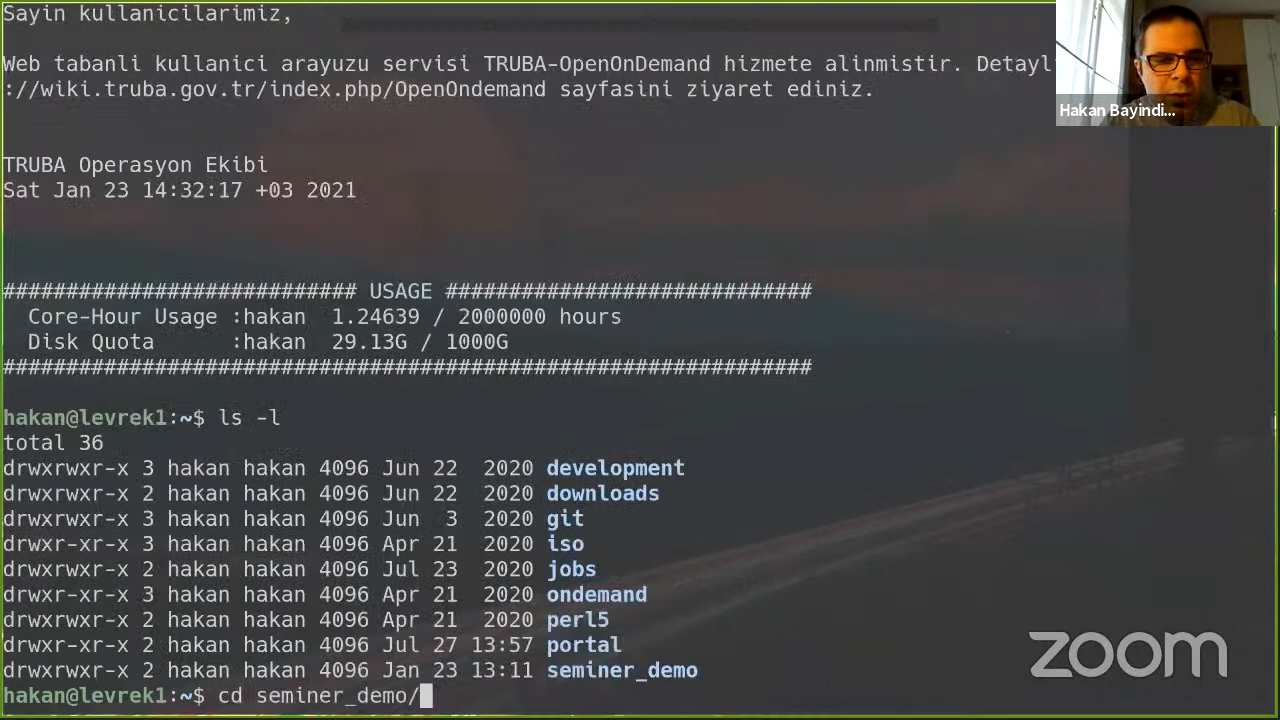 Sayin kullanicilarimiz,
Web tabanli kullanici arayuzu servisi TRUBA-OpenOnDemand hizmete alinmistir. Detayl
://wiki.truba.gov.tr/index.php/OpenOndemand sayfasini ziyaret ediniz.
Hakan Bayindi...
TRUBA Operasyon Ekibi
Sat Jan 23 14:32:17 +03 2021
############################ USAGE #############################
Core-Hour Usage :hakan 1.24639 / 2000000 hours
Disk Quota :hakan 29.13G / 1000G
################################################################
hakan@levrek1:~$ ls -l
total 36
drwxrwxr-x 3 hakan hakan 4096 Jun 22 2020 development
drwxrwxr-x 2 hakan hakan 4096 Jun 22 2020 downloads
drwxrwxr-x 3 hakan hakan 4096 Jun 3 2020 git
drwxrwxr-x 3 hakan hakan 4096 Apr 21 2020 iso
drwxrwxr-x 2 hakan hakan 4096 Jul 23 2020 jobs
drwxr-xr-x 3 hakan hakan 4096 Apr 21 2020 ondemand
drwxrwxr-x 2 hakan hakan 4096 Apr 21 2020 perl5
drwxr-xr-x 2 hakan hakan 4096 Jul 27 13:57 portal
drwxrwxr-x 2 hakan hakan 4096 Jan 23 13:11 seminer_demo
hakan@levrek1:~$ cd seminer_demo/
zoom